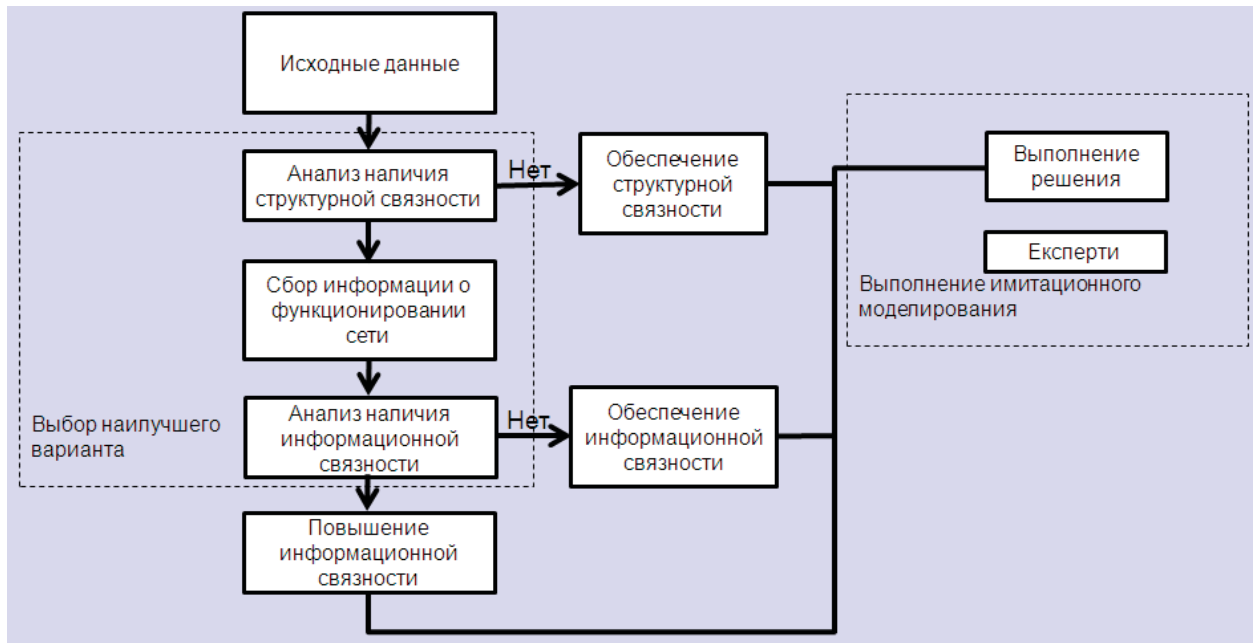 Исходные данные
Анализ наличия
структурной связности
Нет
Обеспечение
структурной
связности
Выполнение
решения
Експерти
Выполнение имитационного
моделирования
Сбор информации о
функционировании
сети
Выбор наилучшего
варианта
Анализ наличия
информационной
связности
Нет
Обеспечение
информационной
связности
Повышение
информационной
связности